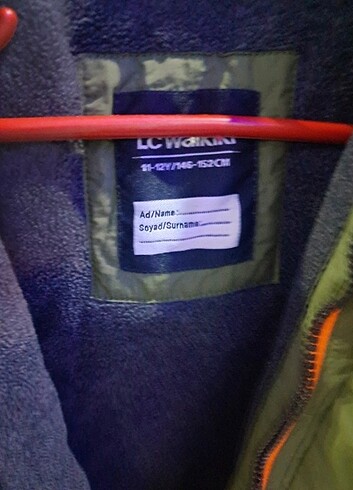 LC WAIKIKI
11-12Y/146-152CM
Ad/Name:
Soyad/Surname: